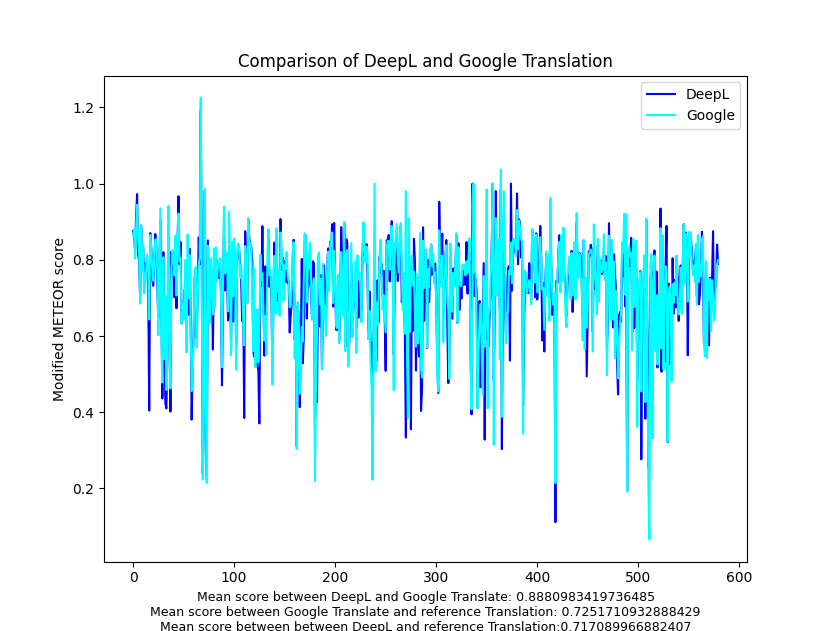 Comparison of DeepL and Google Translation
DeepL
Google
Modified METEOR score
1.2
1.0
0.8
0.6
0.4
0.2
0 100 200 300 400 500 600
Mean score between DeepL and Google Translate: 0.8880983419736485
Mean score between Google Translate and reference Translation: 0.7251710932888429
Mean score between between DeepL and reference Translation:0.717089966882407